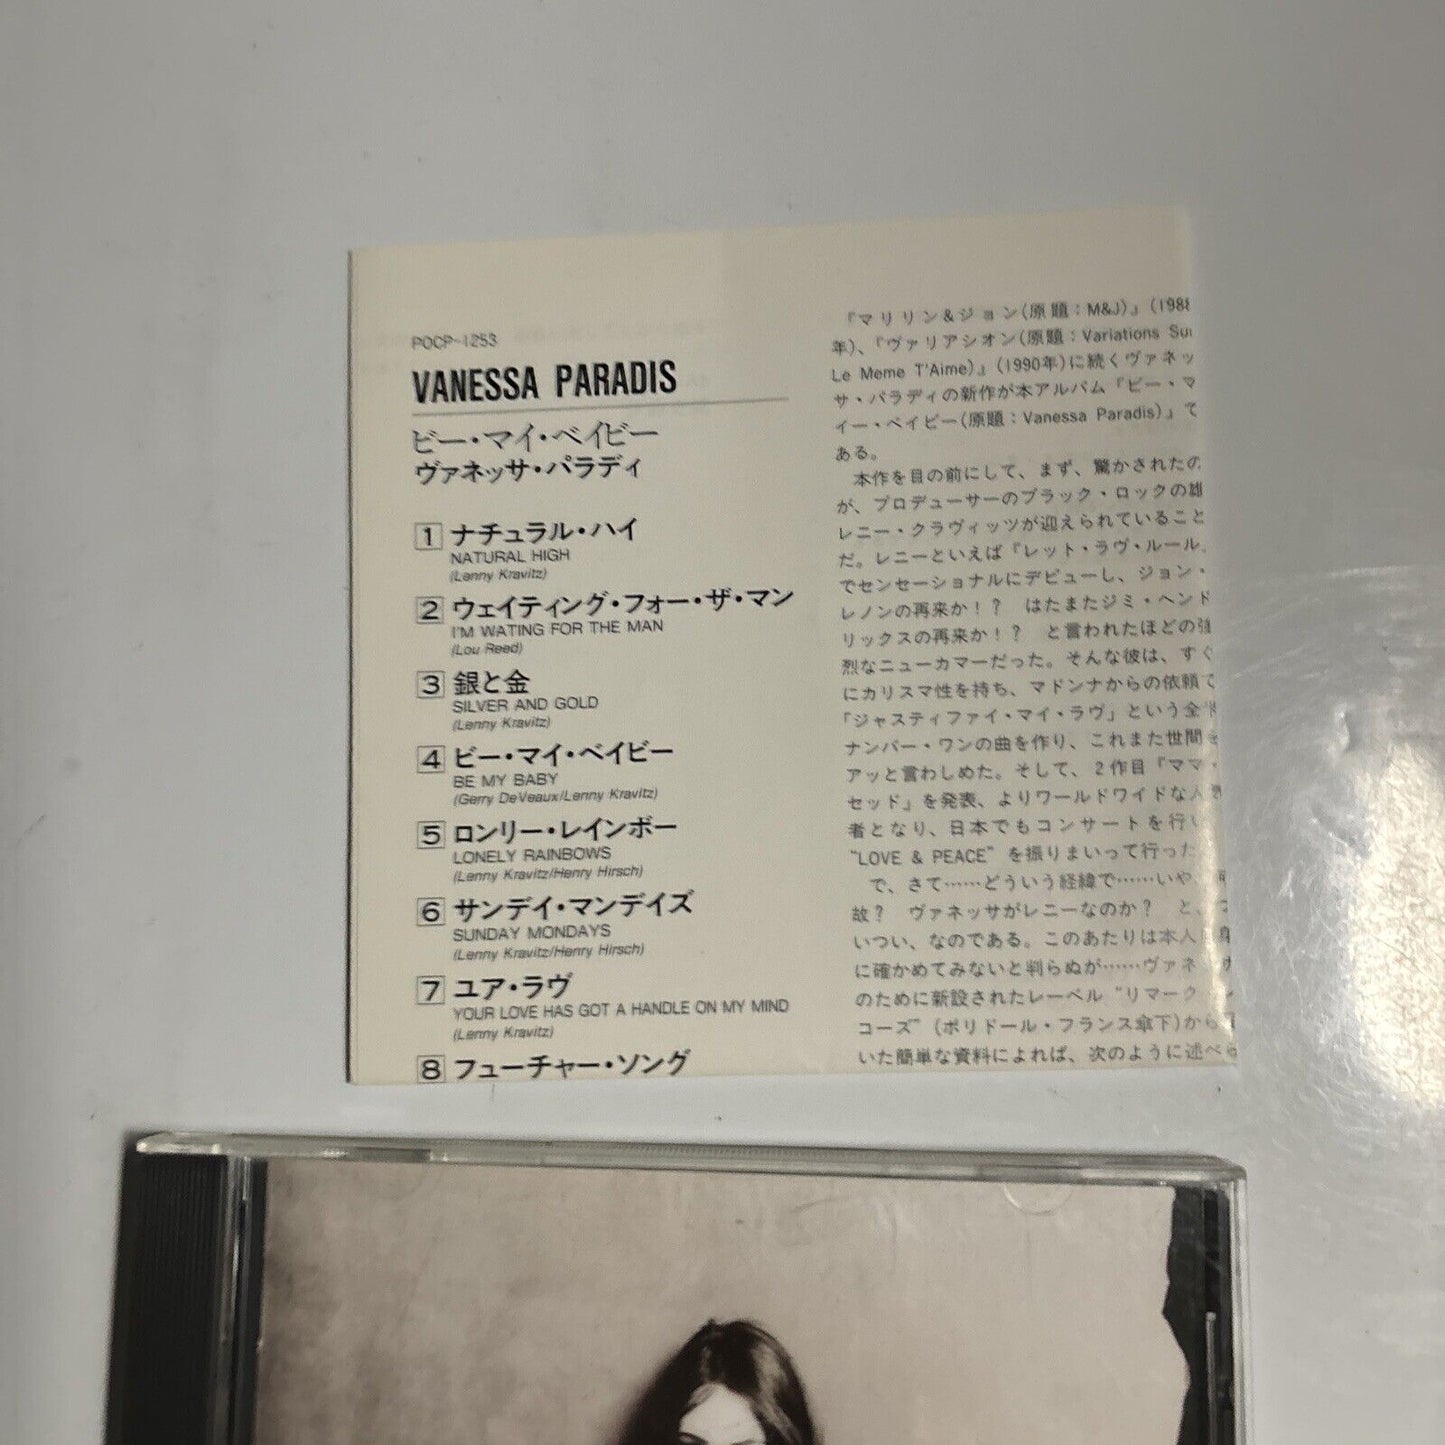 POCP-1253
VANESSA PARADIS
ビー・マイ・ベイビー
ヴァネッサ・パラディ
1 ナチュラル・ハイ
NATURAL HIGH
(Lenny Kravitz)
2 ウェイティング・フォー・ザ・マン
I'M WATING FOR THE MAN
(Lou Reed)
3 銀と金
SILVER AND GOLD
(Lenny Kravitz)
4 ビー・マイ・ベイビー
BE MY BABY
(Gerry DeVeaux/Lenny Kravitz)
5 ロンリー・レインボー
LONELY RAINBOWS
(Lenny Kravitz/Henry Hirsch)
6 サンデイ・マンデイズ
SUNDAY MONDAYS
(Lenny Kravitz/Henry Hirsch)
7 ユア・ラヴ
YOUR LOVE HAS GOT A HANDLE ON MY MIND
(Lenny Kravitz)
8 フューチャー・ソング
『マリリン&ジョン(原題：M&J)』(1988
年)、『ヴァリアシオン(原題：Variations Sur
Le Meme T'Aime)』(1990年)に続くヴァネッ
サ・パラディの新作が本アルバム『ビー・マ
イー・ベイビー(原題：Vanessa Paradis)』で
ある。
本作を目の前にして、まず、驚かされたの
が、プロデューサーのブラック・ロックの雄
レニー・クラヴィッツが迎えられていること
だ。レニーといえば『レット・ラヴ・ルール』
でセンセーショナルにデビューし、ジョン・
レノンの再来か！？　はたまたジミ・ヘンド
リックスの再来か！？　と言われたほどの強
烈なニューカマーだった。そんな彼は、すぐ
にカリスマ性を持ち、マドンナからの依頼で
「ジャスティファイ・マイ・ラヴ」という全米
ナンバー・ワンの曲を作り、これまた世間を
アッと言わしめた。そして、２作目『ママ・
セッド』を発表、よりワールドワイドな人気
者となり、日本でもコンサートを行い
“LOVE & PEACE” を振りまいって行った
で、さて……どういう経緯で……いや、
故？　ヴァネッサがレニーなのか？　と、つ
いつい、なのである。このあたりは本人
に確かめてみないと判らぬが……ヴァネ
のために新設されたレーベル “リマーク
コーズ” (ポリドール・フランス傘下)から
いた簡単な資料によれば、次のように述べら